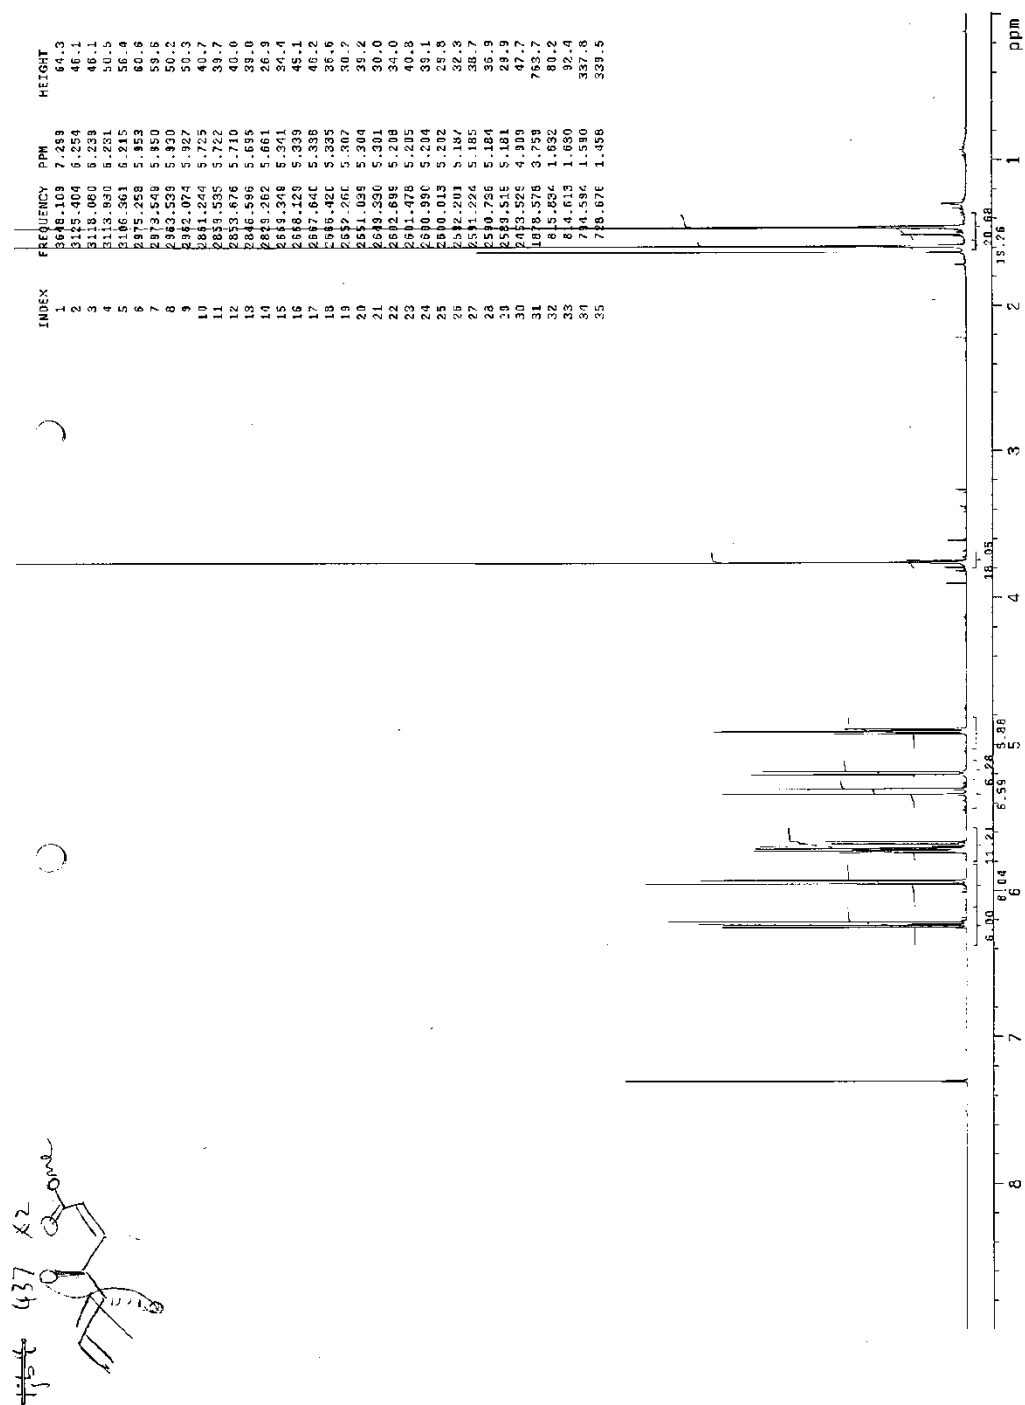 437 x2
O
O
OMe
O
INDEX FREQUENCY PPM HEIGHT
1 3648.109 7.299 64.3
2 3125.404 6.254 46.1
3 3118.080 6.239 46.1
4 3113.930 6.231 50.5
5 3106.361 6.215 56.4
6 2975.258 5.953 60.6
7 2973.549 5.950 59.6
8 2963.539 5.930 50.2
9 2962.074 5.927 50.3
10 2861.244 5.725 40.7
11 2859.535 5.722 39.7
12 2853.676 5.710 40.0
13 2846.596 5.695 39.0
14 2829.262 5.661 26.9
15 2669.349 5.341 34.4
16 2668.129 5.339 45.1
17 2667.640 5.338 46.2
18 2666.420 5.335 36.6
19 2652.260 5.307 30.2
20 2651.039 5.304 39.2
21 2649.330 5.301 30.0
22 2602.699 5.208 34.0
23 2601.478 5.205 40.8
24 2600.990 5.204 39.1
25 2600.013 5.202 29.8
26 2592.201 5.187 32.3
27 2591.224 5.185 38.7
28 2590.736 5.184 36.9
29 2589.515 5.181 29.9
30 2453.529 4.909 47.7
31 1878.578 3.759 763.7
32 815.634 1.632 80.2
33 814.613 1.630 92.4
34 794.594 1.590 337.8
35 728.676 1.458 339.5
8 7 6 5 4 3 2 1 ppm
6.00 6.04 11.21 6.59 6.28 5.88 18.05 19.26 20.68